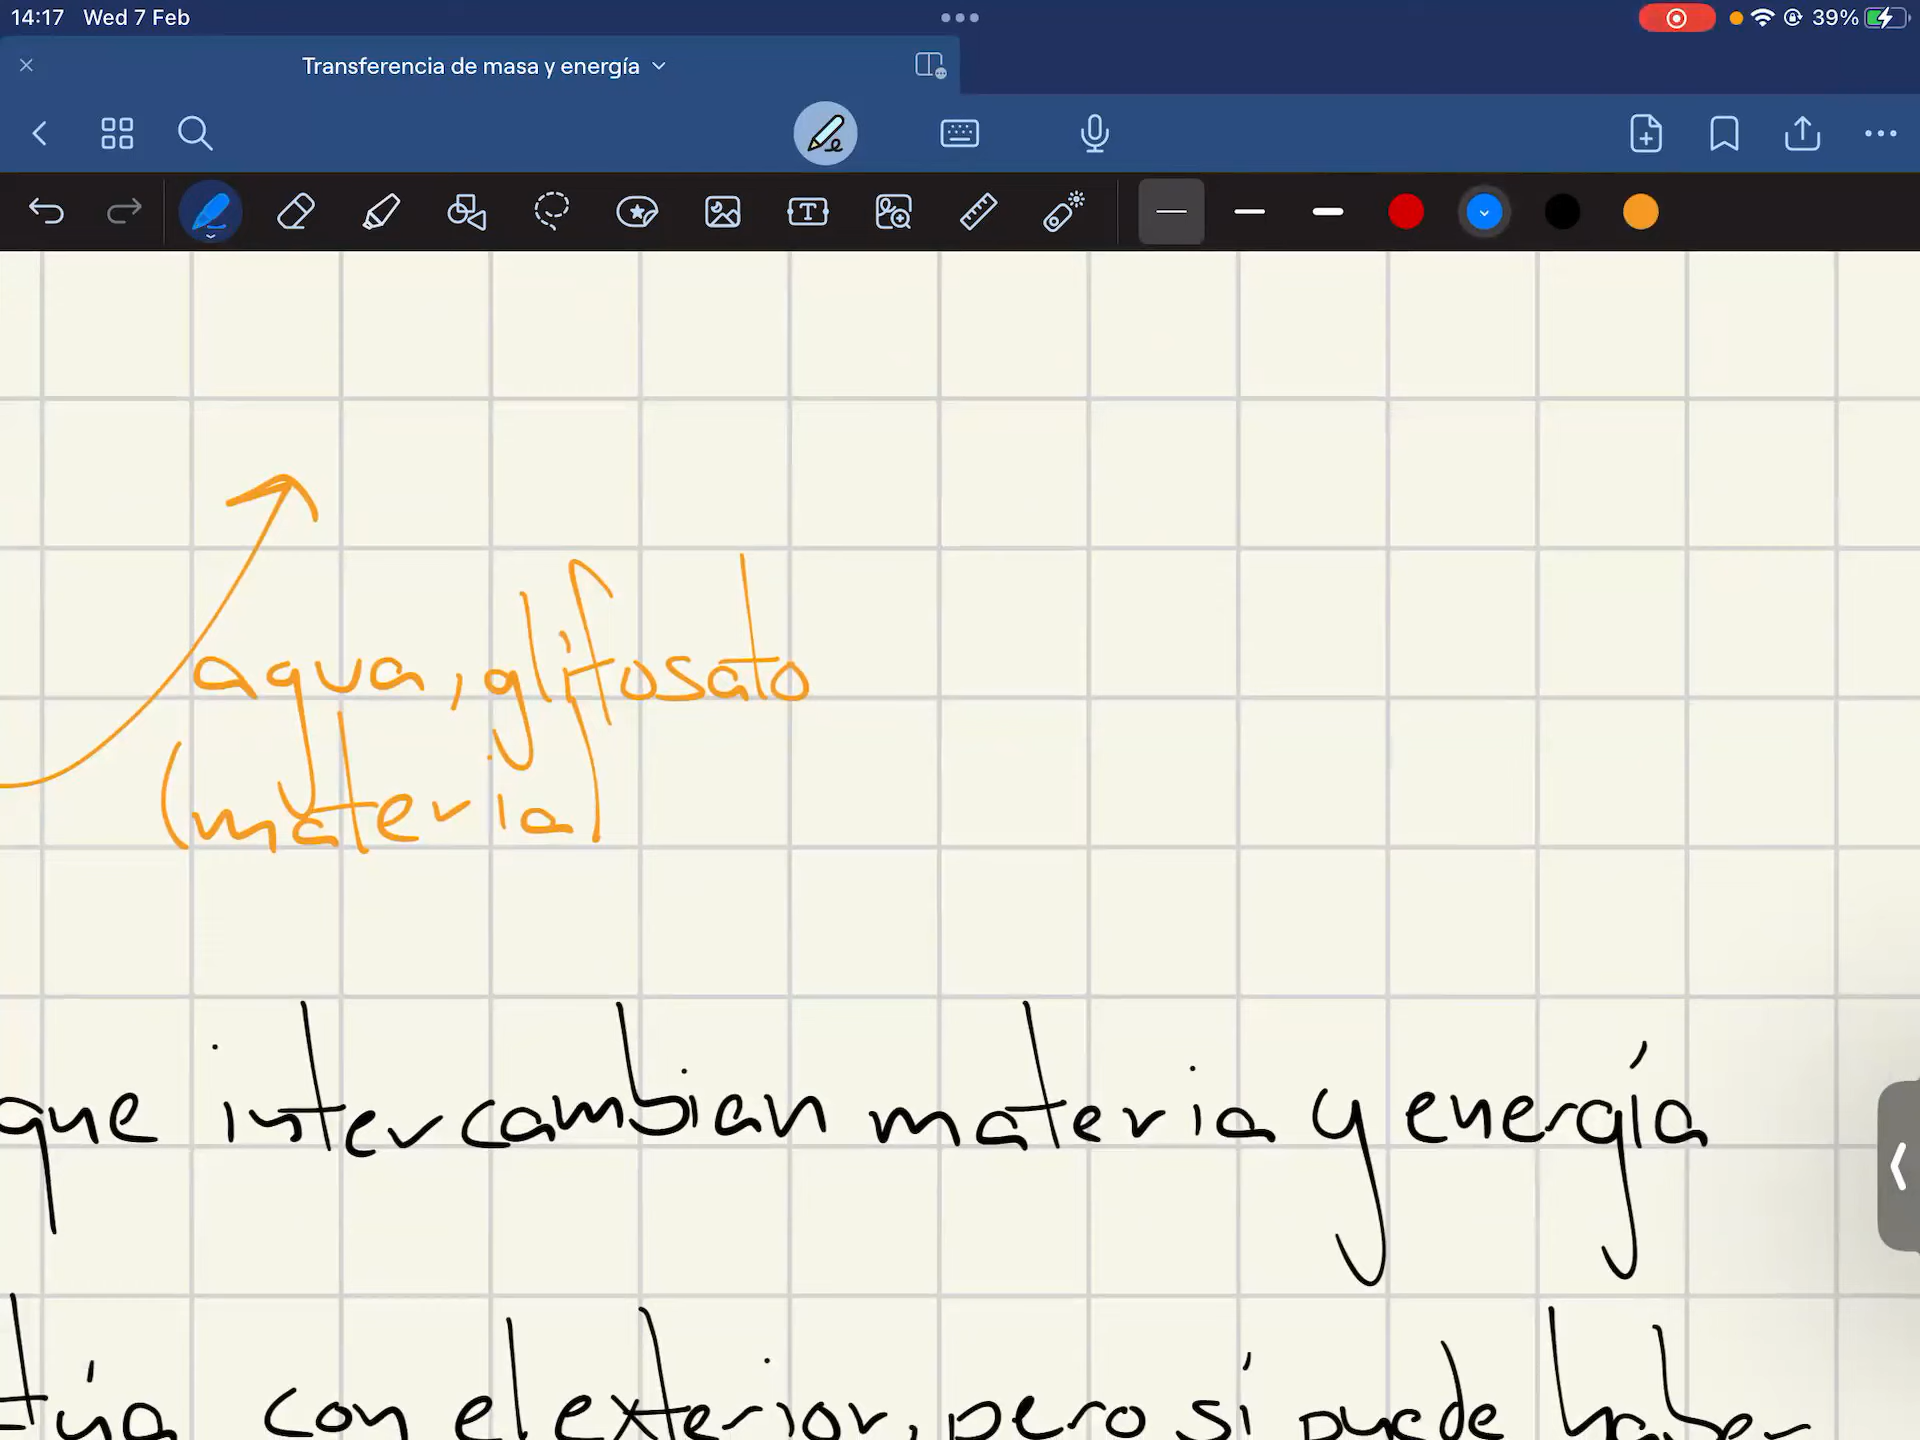 14:17 Wed 7 Feb
39%
Transferencia de masa y energía
agua, glifosato
(materia)
que intercambian materia y energía
con el exterior, pero si puede haber